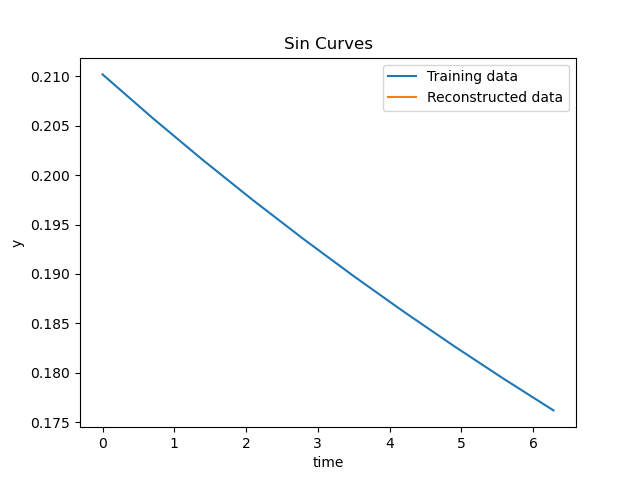 Sin Curves
Training data
Reconstructed data
0.210
0.205
0.200
0.195
0.190
0.185
0.180
0.175
y
0 1 2 3 4 5 6
time